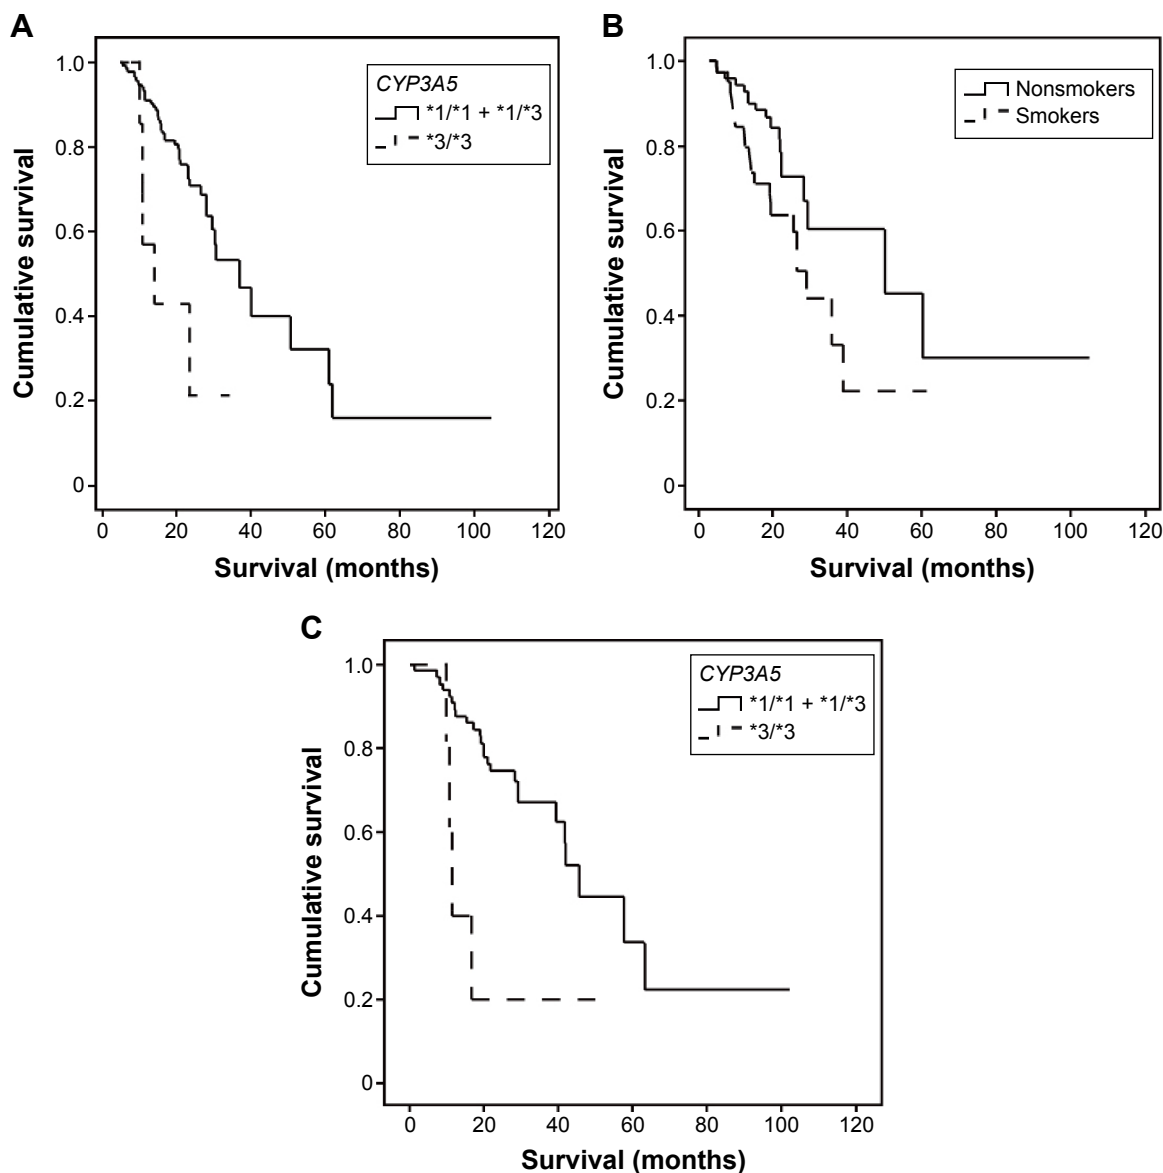 A
CYP3A5
*1/*1 + *1/*3
*3/*3
1.0
0.8
0.6
0.4
0.2
0
Cumulative survival
0 20 40 60 80 100 120
Survival (months)
B
Nonsmokers
Smokers
1.0
0.8
0.6
0.4
0.2
0
Cumulative survival
0 20 40 60 80 100 120
Survival (months)
C
CYP3A5
*1/*1 + *1/*3
*3/*3
1.0
0.8
0.6
0.4
0.2
0
Cumulative survival
0 20 40 60 80 100 120
Survival (months)